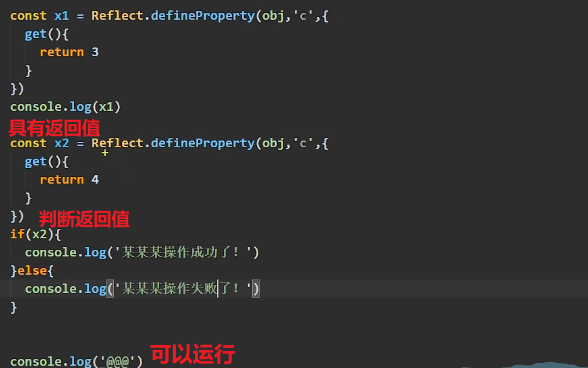 const x1 = Reflect.defineProperty(obj,'c',{
get(){
return 3
}
})
console.log(x1)
具有返回值
const x2 = Reflect.defineProperty(obj,'c',{
get(){
return 4
}
})
判断返回值
if(x2){
console.log('某某某操作成功了！')
}else{
console.log('某某某操作失败了！')
}
console.log('@@@')
可以运行